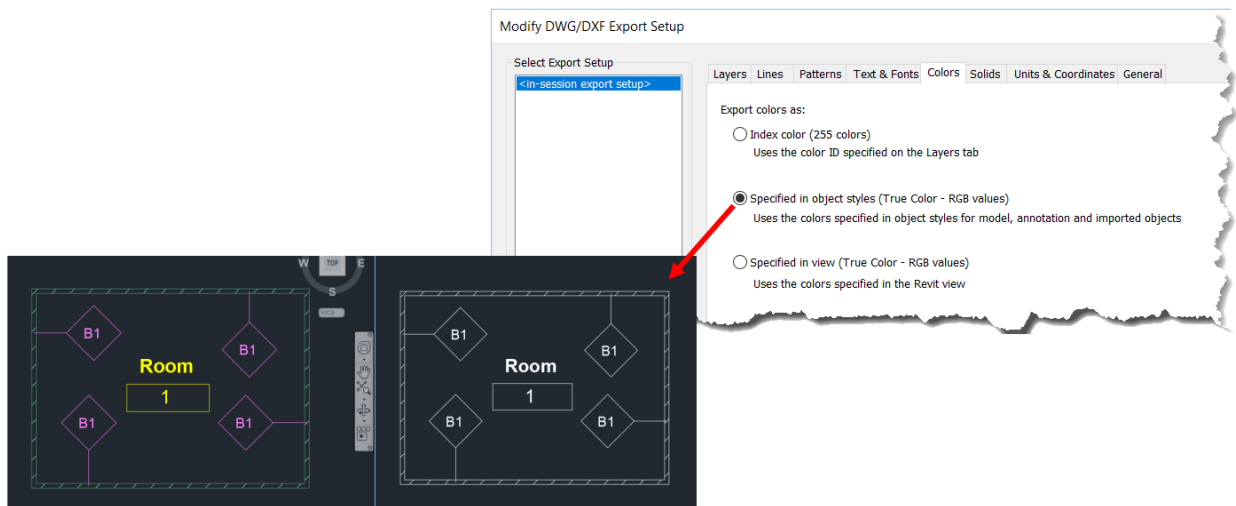 Modify DWG/DXF Export Setup
Select Export Setup
<in-session export setup>
Layers Lines Patterns Text & Fonts Colors Solids Units & Coordinates General
Export colors as:
Index color (255 colors)
Uses the color ID specified on the Layers tab
Specified in object styles (True Color - RGB values)
Uses the colors specified in object styles for model, annotation and imported objects
Specified in view (True Color - RGB values)
Uses the colors specified in the Revit view
W TOP E
S
WCS
B1
B1
Room
1
B1
B1
B1
B1
Room
1
B1
B1